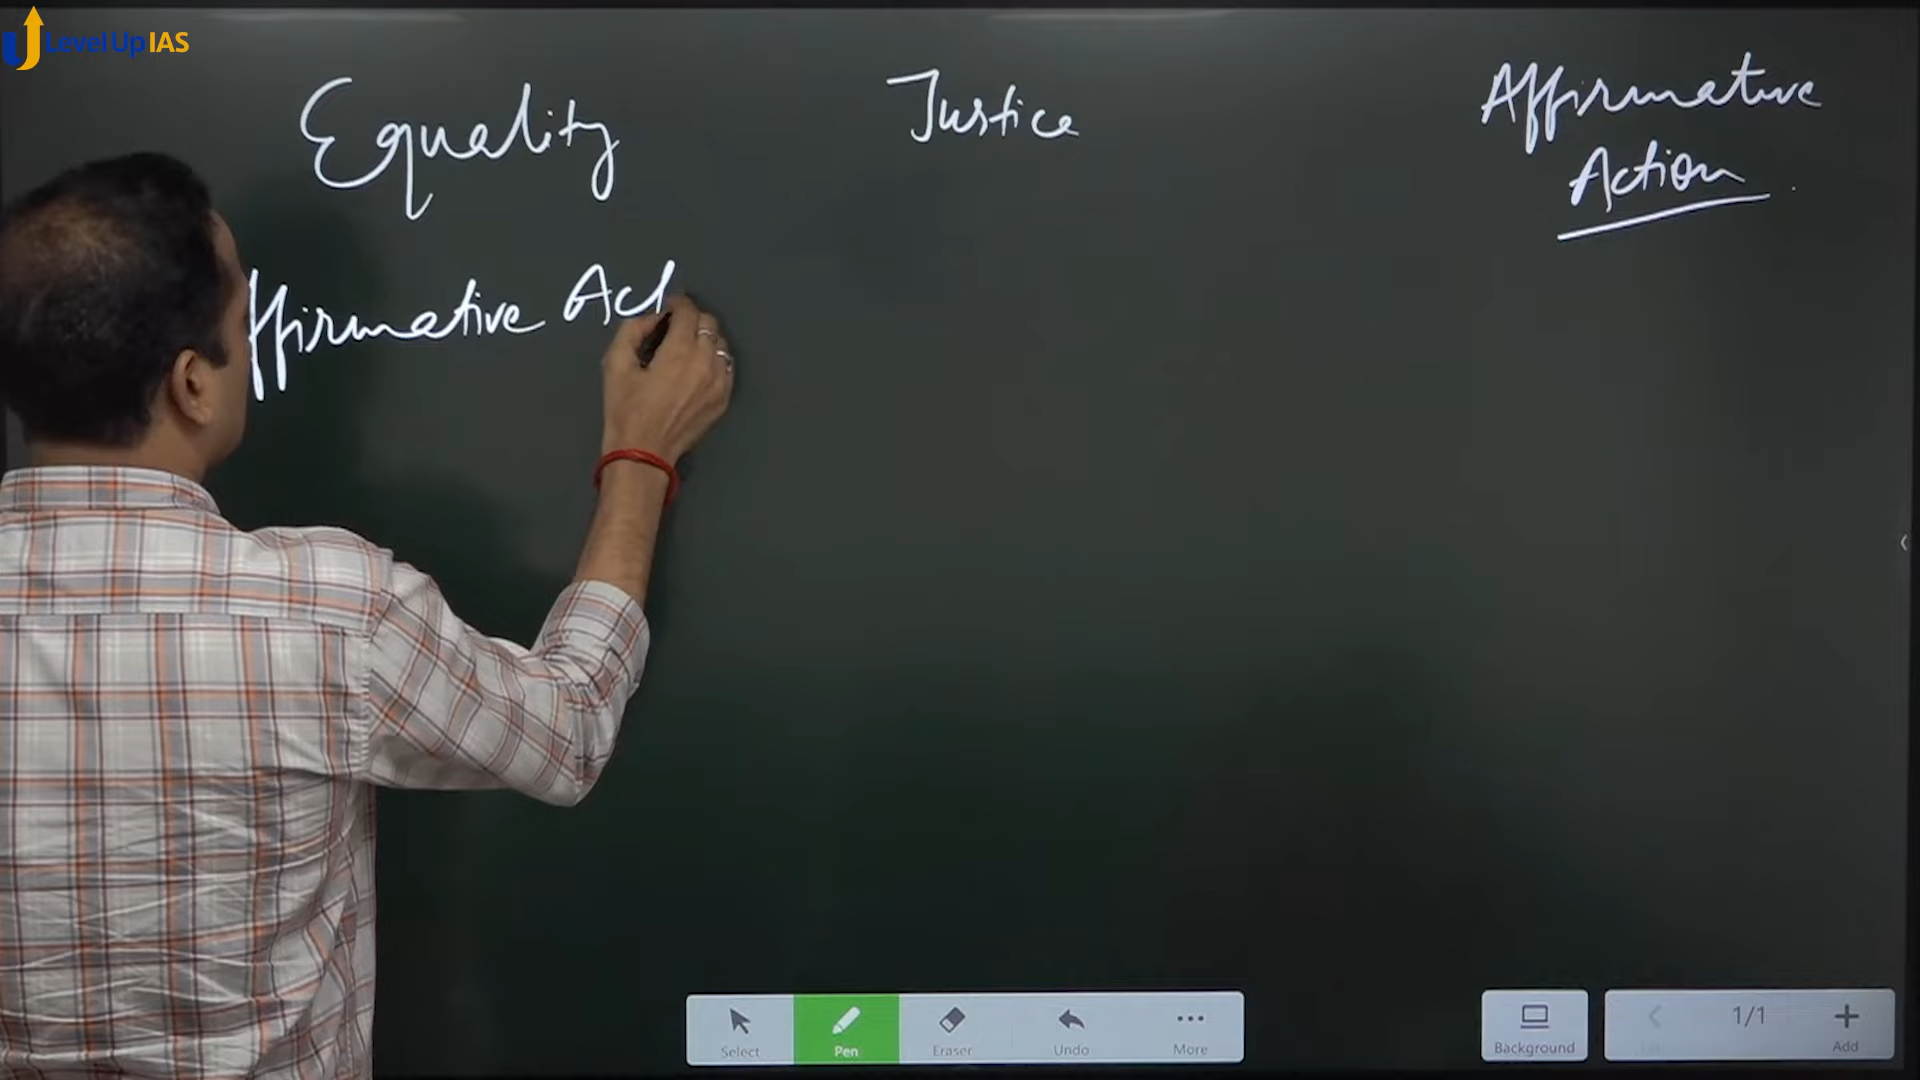 Level Up IAS
Equality
Justice
Affirmative
Action
ffirmative Act
Select
Pen
Eraser
Undo
More
Background
1/1
Add